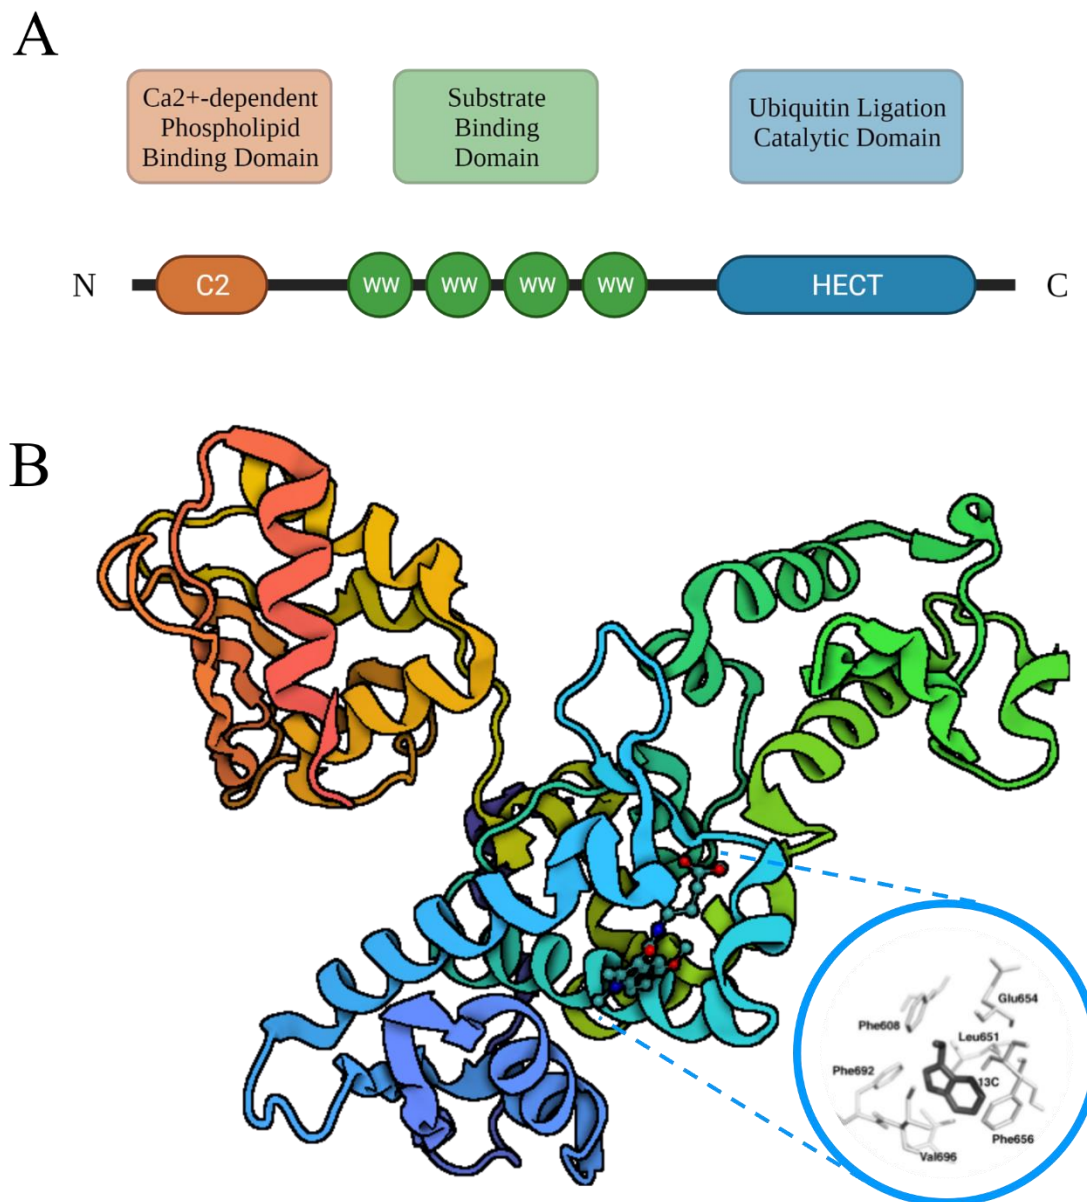 A
Ca2+-dependent
Phospholipid
Binding Domain
Substrate
Binding
Domain
Ubiquitin Ligation
Catalytic Domain
N
C2
WW
WW
WW
WW
HECT
C
B
Glu654
Phe608
Leu651
Phe692
13C
Phe656
Val696